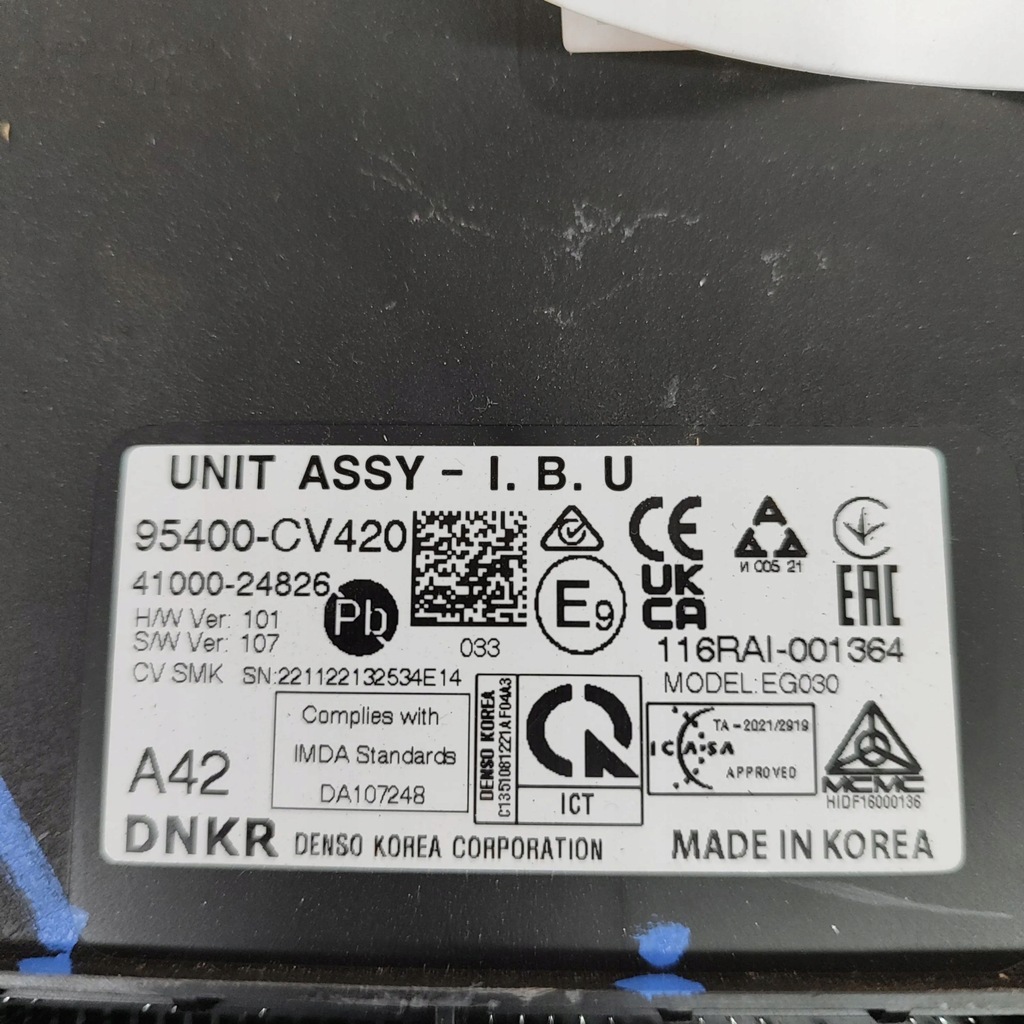 UNIT ASSY - I. B. U
95400-CV420
41000-24826
H/W Ver: 101
S/W Ver: 107
Pb
033
CV SMK SN:221122132534E14
E9
CE
UK
CA
И 005 21
EAC
116RAI-001364
MODEL:EG030
A42
Complies with
IMDA Standards
DA107248
DENSO KOREA
C1351081221AF04A3
ICT
TA-2021/2919
ICASA
APPROVED
MCMC
HIDF16000136
DNKR DENSO KOREA CORPORATION
MADE IN KOREA